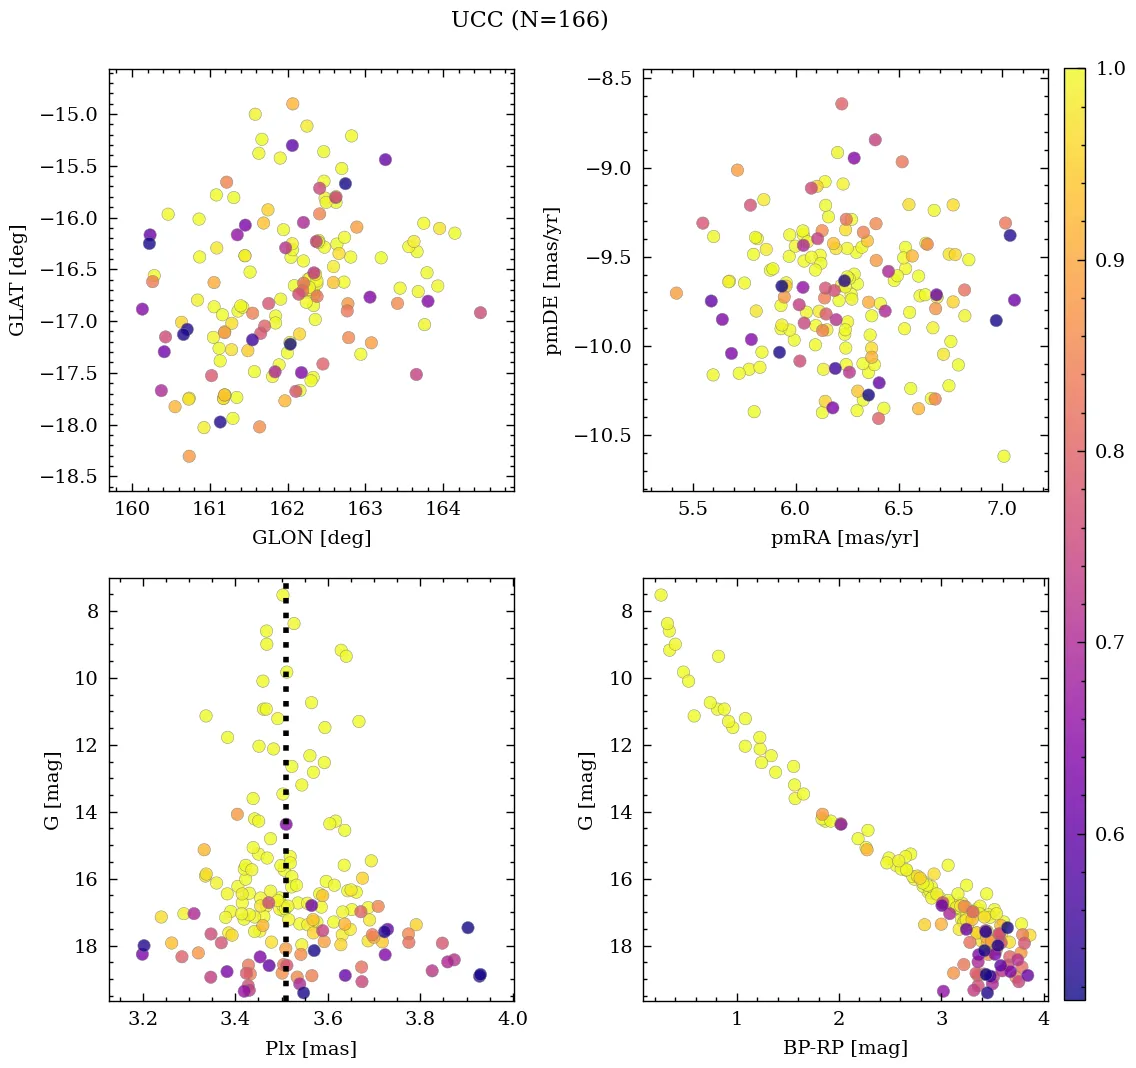 UCC (N=166)
−15.0
−15.5
−16.0
−16.5
−17.0
−17.5
−18.0
−18.5
GLAT [deg]
160 161 162 163 164
GLON [deg]
−8.5
−9.0
−9.5
−10.0
−10.5
pmDE [mas/yr]
5.5 6.0 6.5 7.0
pmRA [mas/yr]
8
10
12
14
16
18
G [mag]
3.2 3.4 3.6 3.8 4.0
Plx [mas]
8
10
12
14
16
18
G [mag]
1 2 3 4
BP-RP [mag]
1.0
0.9
0.8
0.7
0.6